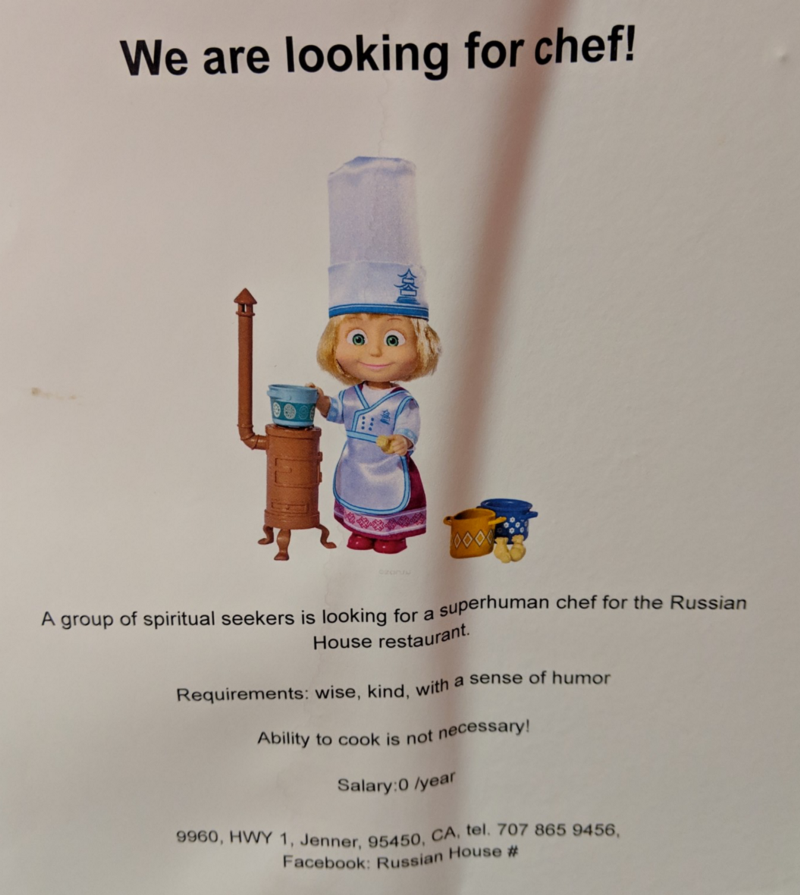 We are looking for chef!
A group of spiritual seekers is looking for a superhuman chef for the Russian
House restaurant.
Requirements: wise, kind, with a sense of humor
Ability to cook is not necessary!
Salary:0 /year
9960, HWY 1, Jenner, 95450, CA, tel. 707 865 9456,
Facebook: Russian House #